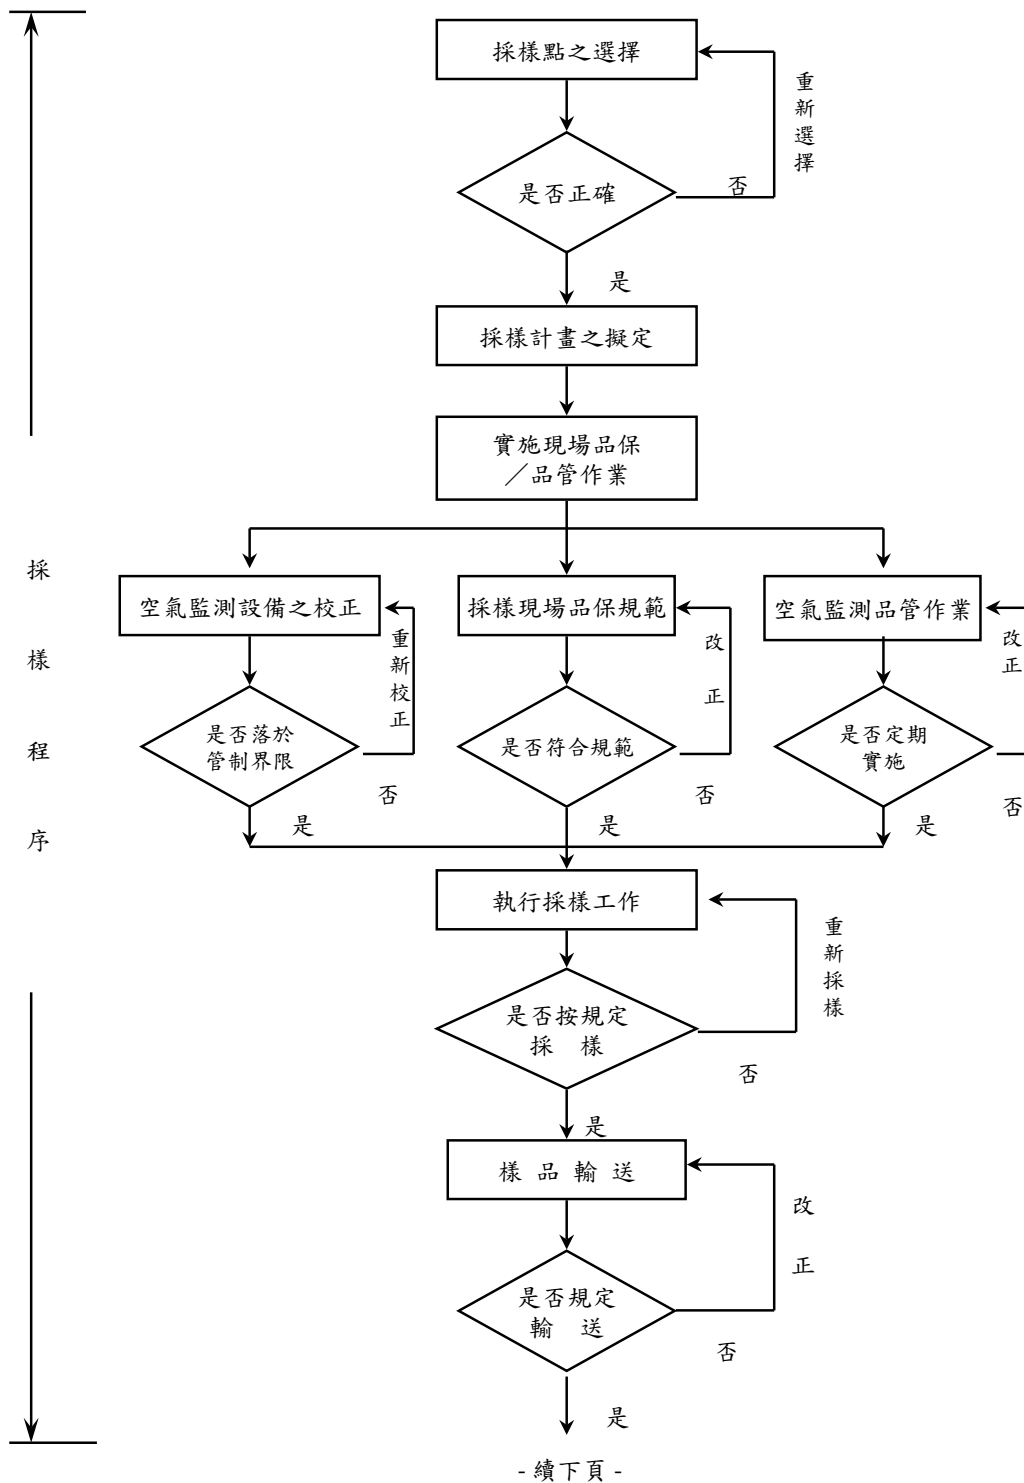 採樣點之選擇
重新選擇
是否正確
否
是
採樣計畫之擬定
實施現場品保
／品管作業
採樣程序
空氣監測設備之校正
重新校正
採樣現場品保規範
改正
空氣監測品管作業
改正
是否落於
管制界限
否
是
是否符合規範
否
是
是否定期
實施
否
是
執行採樣工作
重新採樣
是否按規定
採　樣
否
是
樣 品 輸 送
改正
是否規定
輸　送
否
是
- 續下頁 -